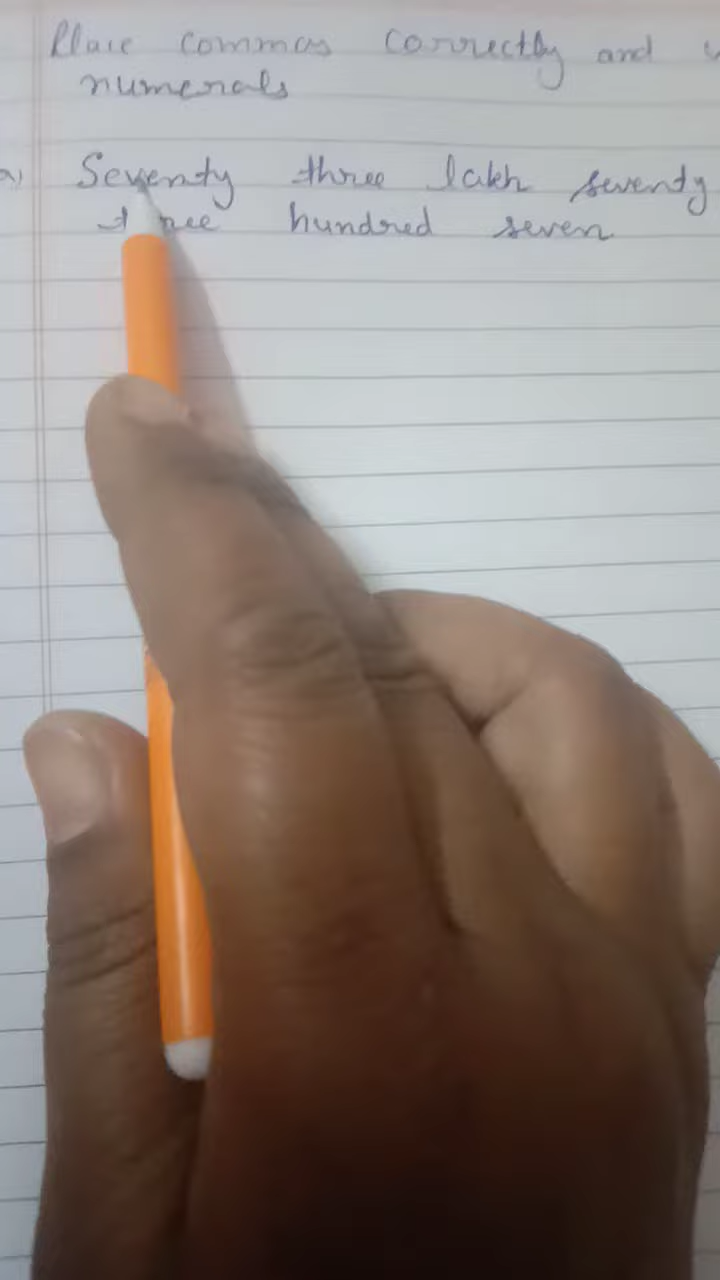 Place commas correctly and
numerals
a) Seventy three lakh seventy
hundred seven